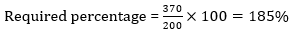 Required percentage = 370/200 × 100 = 185%